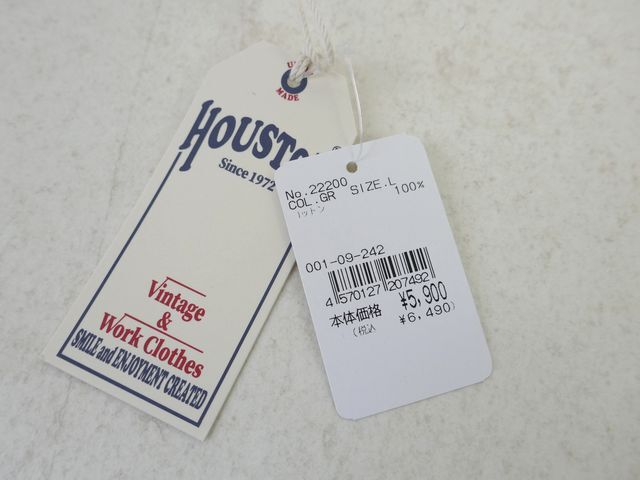 MADE
HOUSTO
Since 1972
Vintage
&
Work Clothes
SMILE and ENJOYMENT CREATED
No.22200
COL.GR SIZE.L
コットン 100%
001-09-242
4 570127 207492
本体価格 ¥5,900
(税込 ¥6,490)